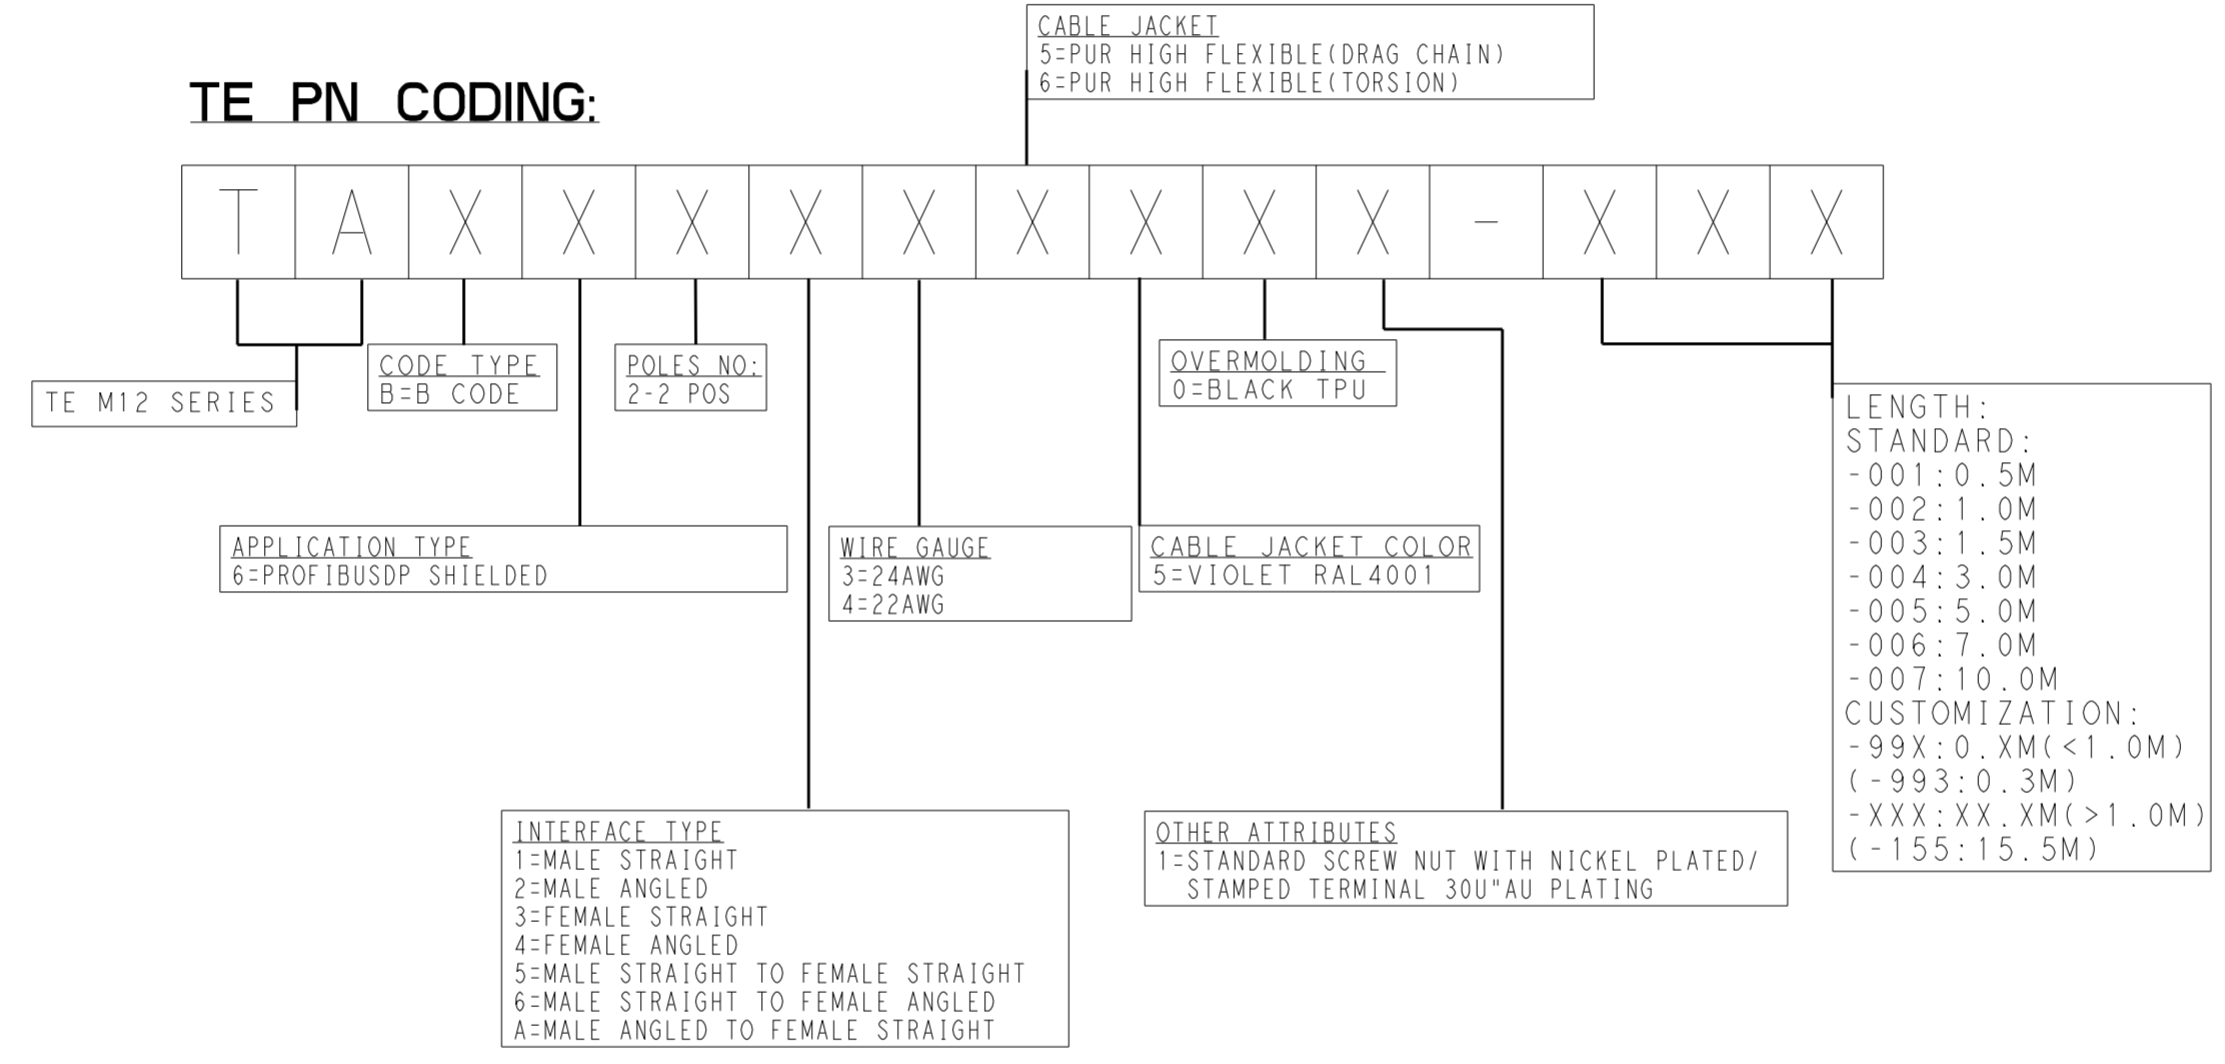 CABLE JACKET
5=PUR HIGH FLEXIBLE(DRAG CHAIN)
6=PUR HIGH FLEXIBLE(TORSION)
TE PN CODING:
T A X X X X X X X X X - X X X
TE M12 SERIES
CODE TYPE
B=B CODE
POLES NO:
2-2 POS
OVERMOLDING
0=BLACK TPU
APPLICATION TYPE
6=PROFIBUSDP SHIELDED
WIRE GAUGE
3=24AWG
4=22AWG
CABLE JACKET COLOR
5=VIOLET RAL4001
LENGTH:
STANDARD:
-001:0.5M
-002:1.0M
-003:1.5M
-004:3.0M
-005:5.0M
-006:7.0M
-007:10.0M
CUSTOMIZATION:
-99X:0.XM(<1.0M)
(-993:0.3M)
-XXX:XX.XM(>1.0M)
(-155:15.5M)
INTERFACE TYPE
1=MALE STRAIGHT
2=MALE ANGLED
3=FEMALE STRAIGHT
4=FEMALE ANGLED
5=MALE STRAIGHT TO FEMALE STRAIGHT
6=MALE STRAIGHT TO FEMALE ANGLED
A=MALE ANGLED TO FEMALE STRAIGHT
OTHER ATTRIBUTES
1=STANDARD SCREW NUT WITH NICKEL PLATED/
STAMPED TERMINAL 30U"AU PLATING